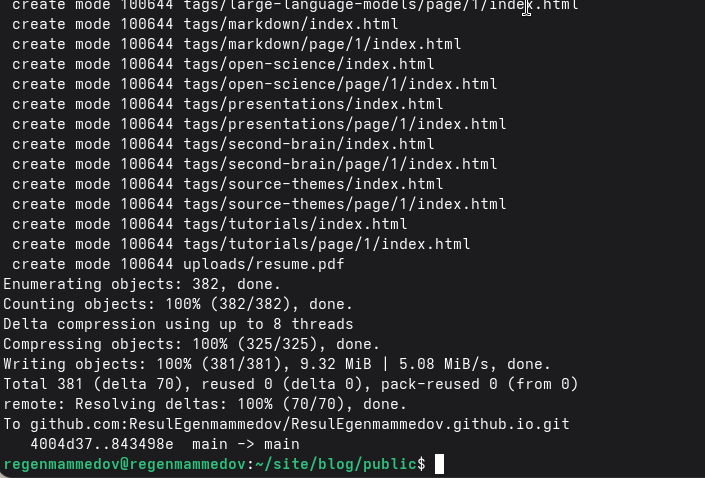 create mode 100644 tags/large-language-models/page/1/index.html
create mode 100644 tags/markdown/index.html
create mode 100644 tags/markdown/page/1/index.html
create mode 100644 tags/open-science/index.html
create mode 100644 tags/open-science/page/1/index.html
create mode 100644 tags/presentations/index.html
create mode 100644 tags/presentations/page/1/index.html
create mode 100644 tags/second-brain/index.html
create mode 100644 tags/second-brain/page/1/index.html
create mode 100644 tags/source-themes/index.html
create mode 100644 tags/source-themes/page/1/index.html
create mode 100644 tags/tutorials/index.html
create mode 100644 tags/tutorials/page/1/index.html
create mode 100644 uploads/resume.pdf
Enumerating objects: 382, done.
Counting objects: 100% (382/382), done.
Delta compression using up to 8 threads
Compressing objects: 100% (325/325), done.
Writing objects: 100% (381/381), 9.32 MiB | 5.08 MiB/s, done.
Total 381 (delta 70), reused 0 (delta 0), pack-reused 0 (from 0)
remote: Resolving deltas: 100% (70/70), done.
To github.com:ResulEgenmammedov/ResulEgenmammedov.github.io.git
4004d37..843498e  main -> main
regenmammedov@regenmammedov:~/site/blog/public$